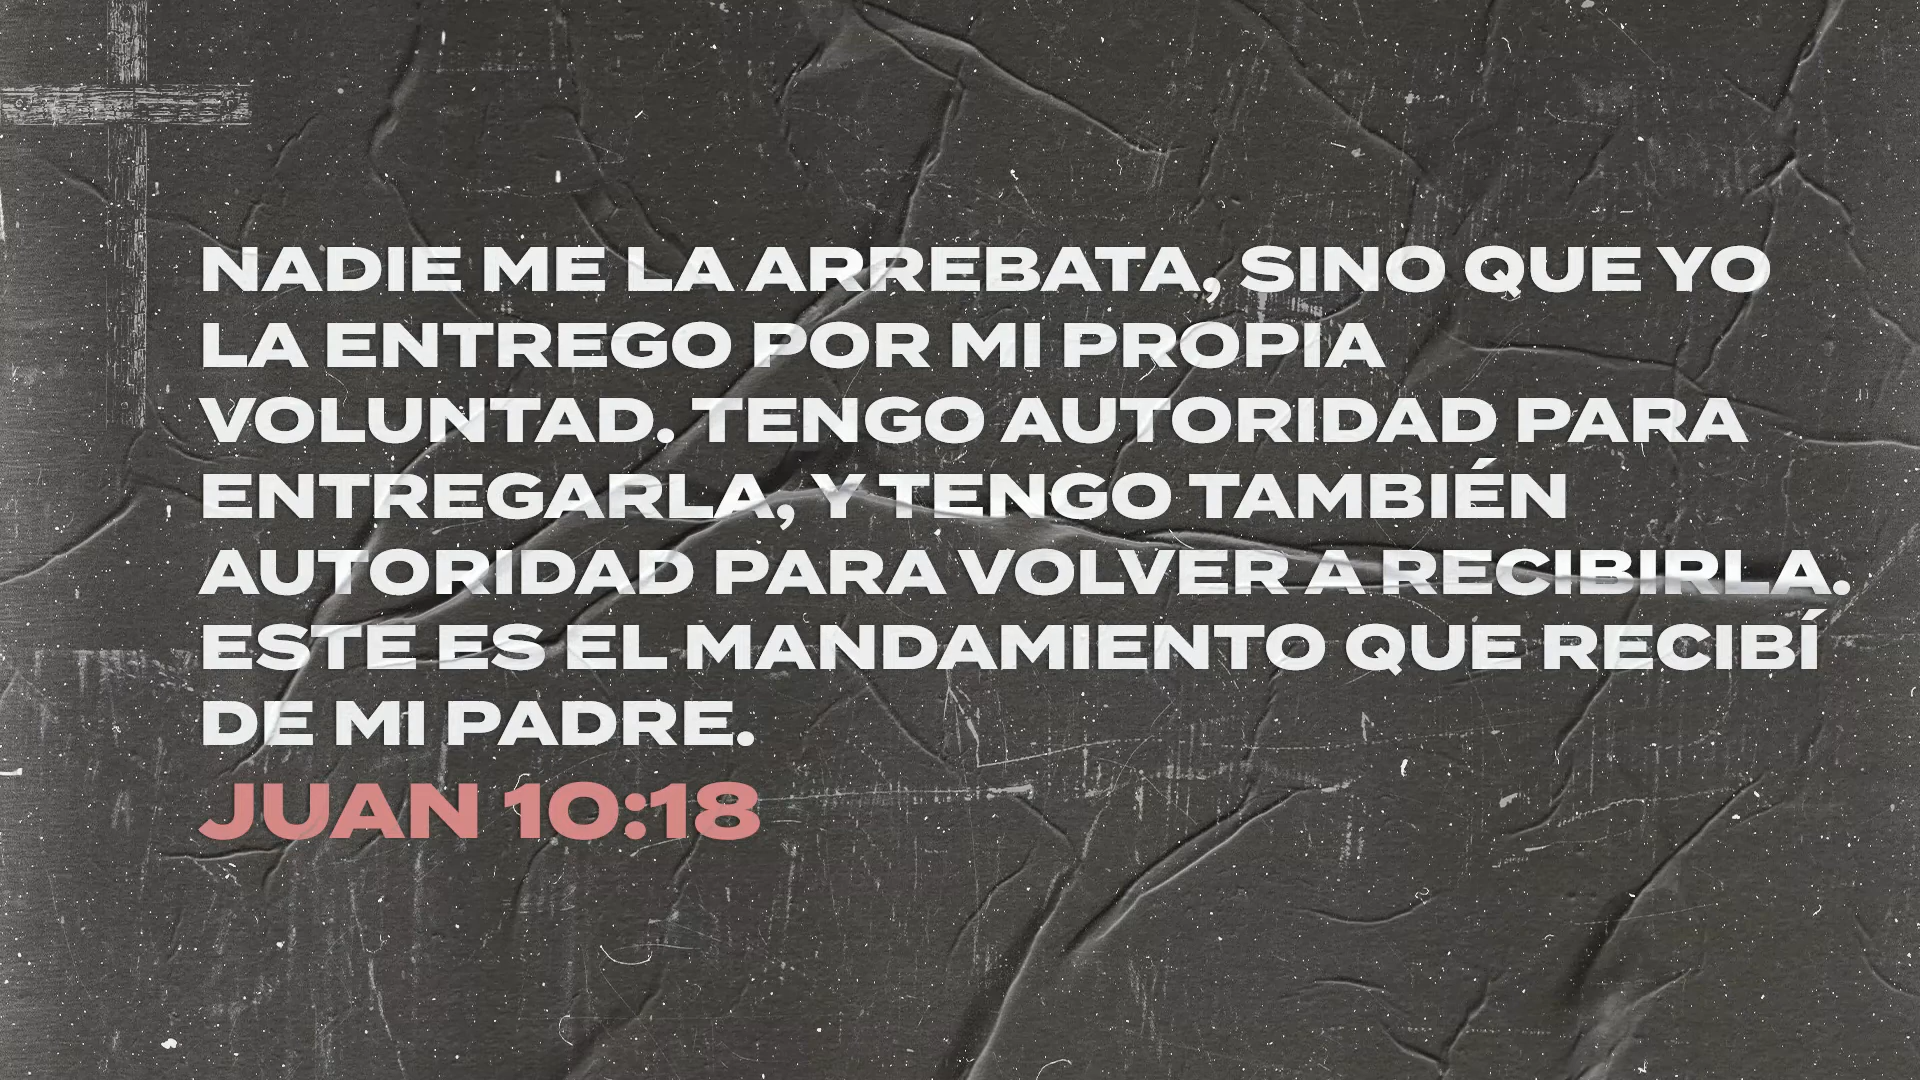 NADIE ME LA ARREBATA, SINO QUE YO
LA ENTREGO POR MI PROPIA
VOLUNTAD. TENGO AUTORIDAD PARA
ENTREGARLA, Y TENGO TAMBIÉN
AUTORIDAD PARA VOLVER A RECIBIRLA.
ESTE ES EL MANDAMIENTO QUE RECIBÍ
DE MI PADRE.
JUAN 10:18